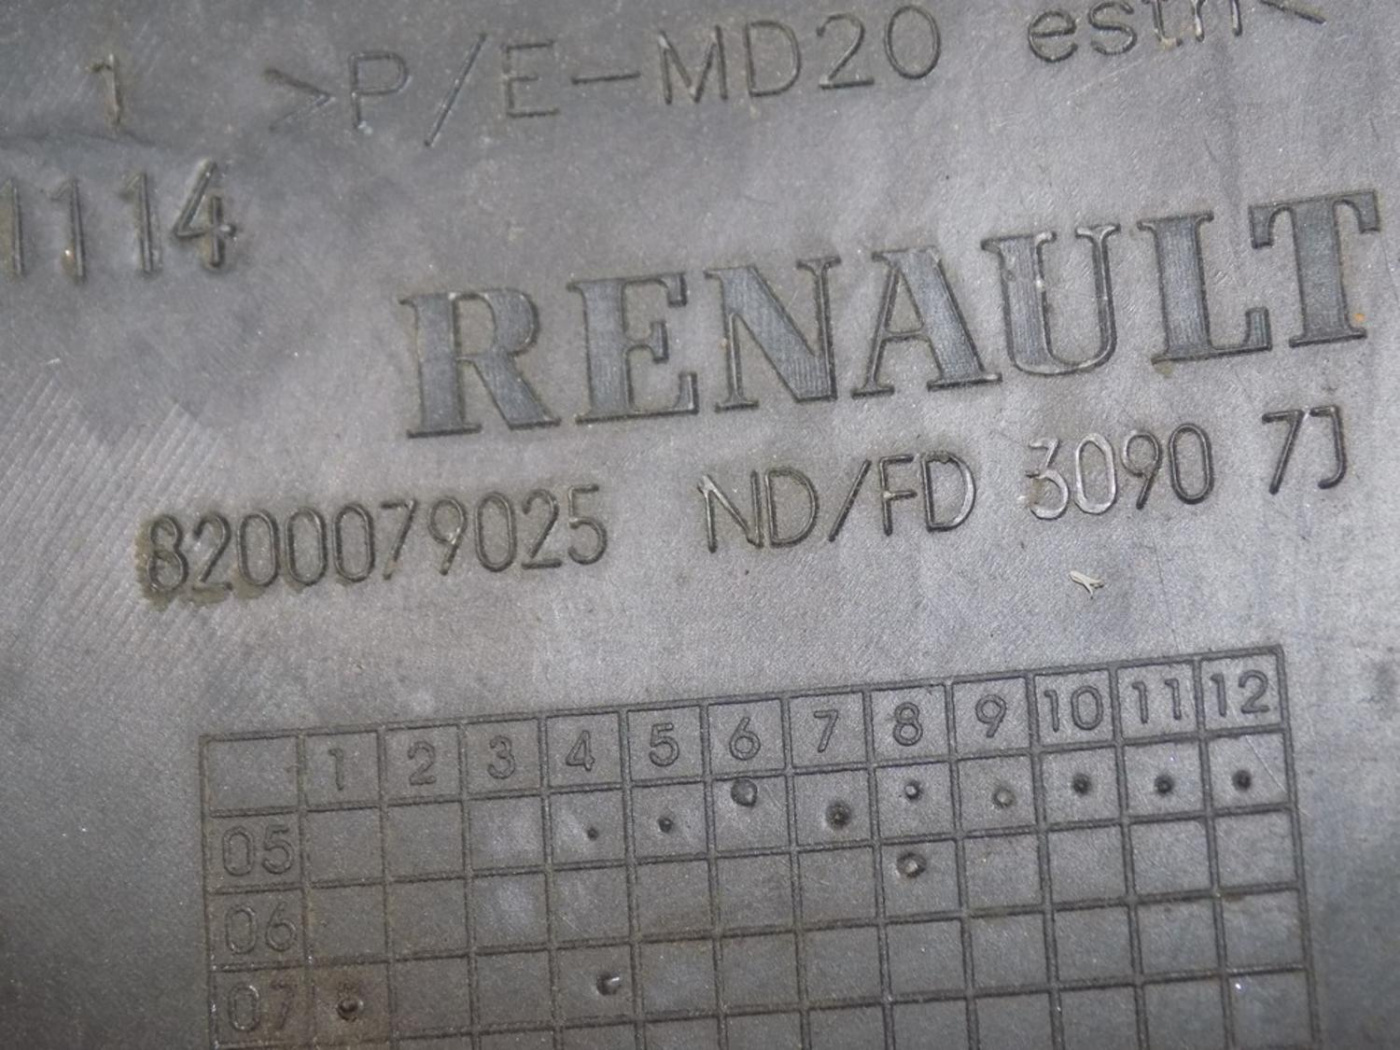 1 >P/E-MD20 estn<
1114
RENAULT
8200079025 ND/FD 3090 7J
1 2 3 4 5 6 7 8 9 10 11 12
05
06
07